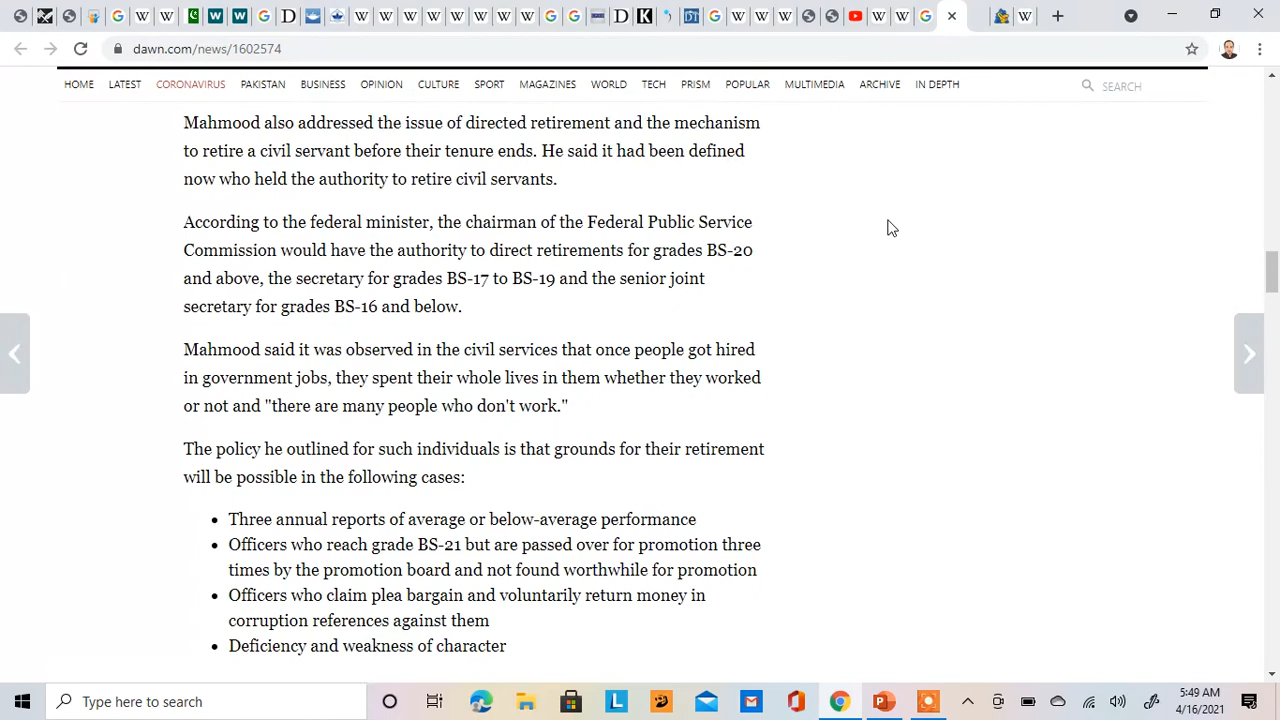 dawn.com/news/1602574
HOME LATEST CORONAVIRUS PAKISTAN BUSINESS OPINION CULTURE SPORT MAGAZINES WORLD TECH PRISM POPULAR MULTIMEDIA ARCHIVE IN DEPTH SEARCH
Mahmood also addressed the issue of directed retirement and the mechanism
to retire a civil servant before their tenure ends. He said it had been defined
now who held the authority to retire civil servants.
According to the federal minister, the chairman of the Federal Public Service
Commission would have the authority to direct retirements for grades BS-20
and above, the secretary for grades BS-17 to BS-19 and the senior joint
secretary for grades BS-16 and below.
Mahmood said it was observed in the civil services that once people got hired
in government jobs, they spent their whole lives in them whether they worked
or not and "there are many people who don't work."
The policy he outlined for such individuals is that grounds for their retirement
will be possible in the following cases:
• Three annual reports of average or below-average performance
• Officers who reach grade BS-21 but are passed over for promotion three
times by the promotion board and not found worthwhile for promotion
• Officers who claim plea bargain and voluntarily return money in
corruption references against them
• Deficiency and weakness of character
Type here to search
5:49 AM
4/16/2021